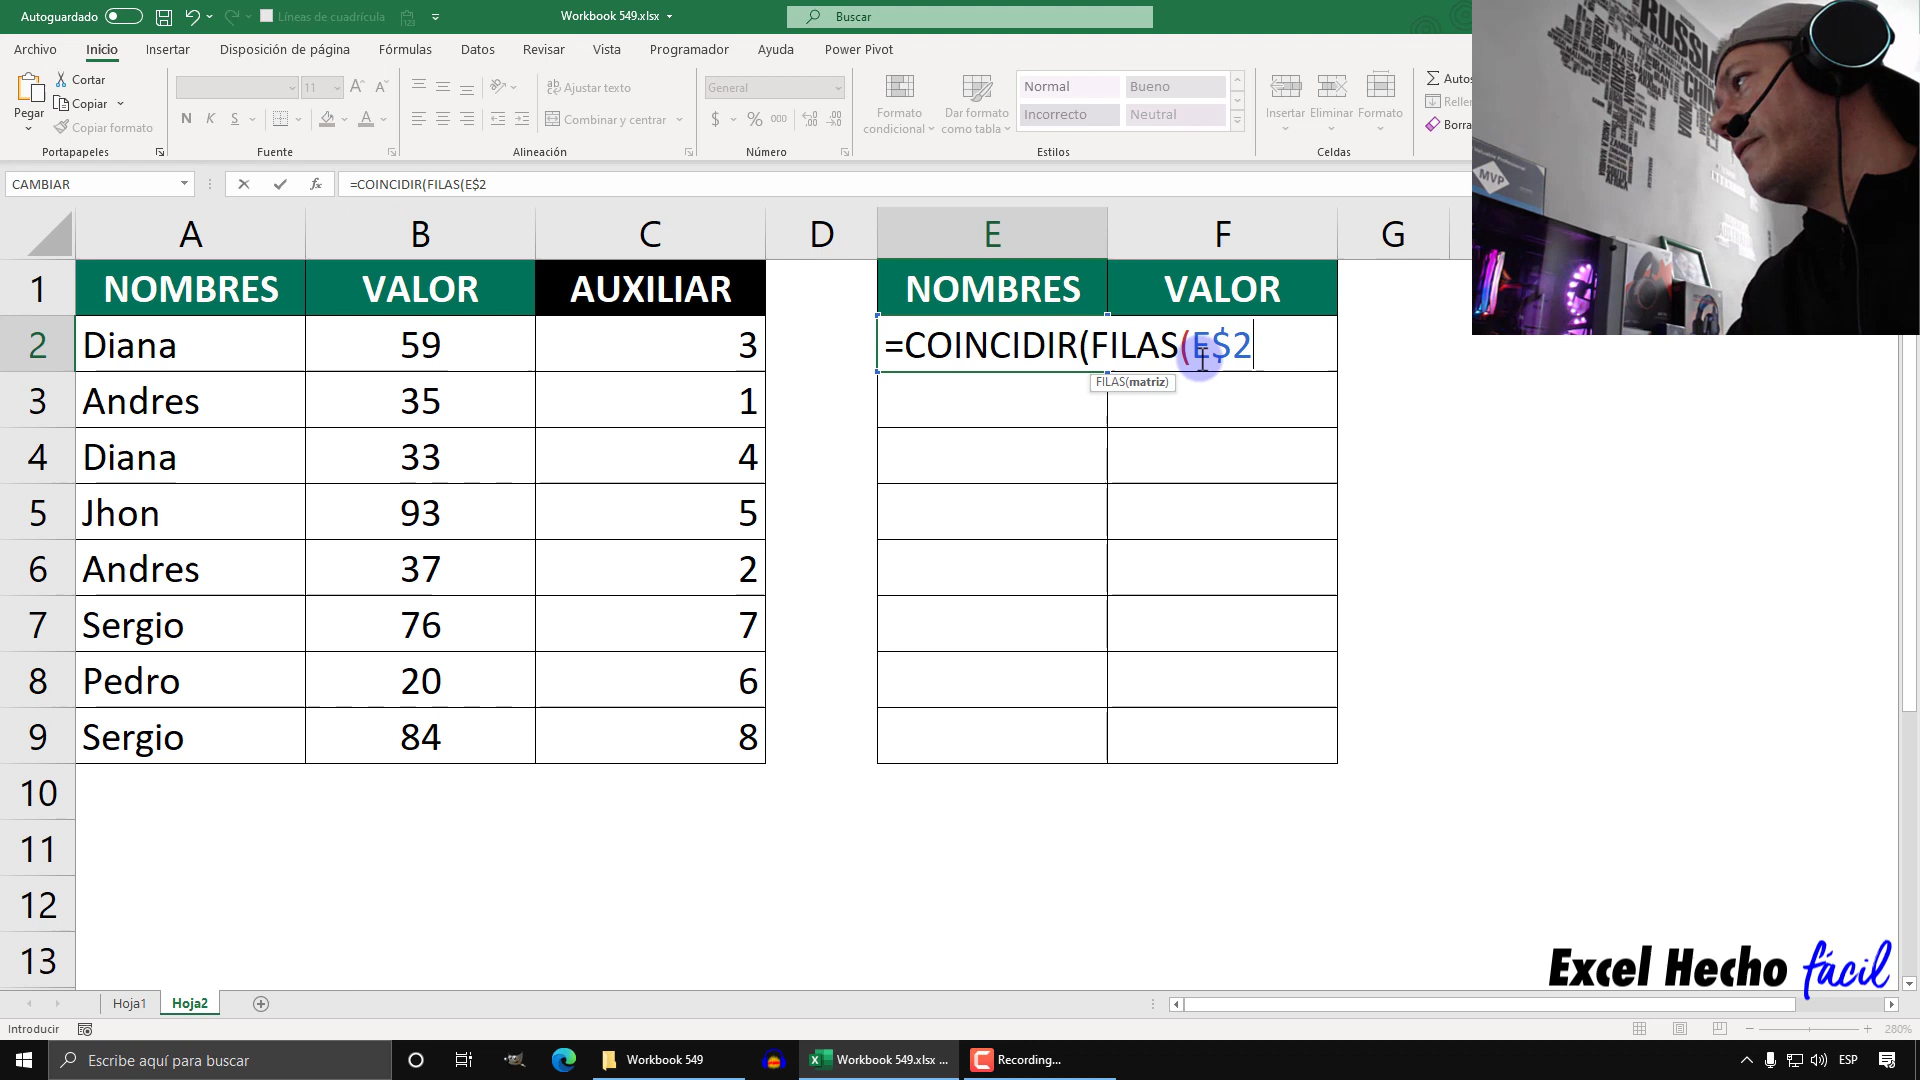 Autoguardado Líneas de cuadrícula Workbook 549.xlsx Buscar
Archivo Inicio Insertar Disposición de página Fórmulas Datos Revisar Vista Programador Ayuda Power Pivot
Pegar Cortar
Copiar
Copiar formato
11
Ajustar texto
Combinar y centrar
General
Formato condicional
Dar formato como tabla
Normal Bueno
Incorrecto Neutral
Insertar Eliminar Formato
Portapapeles Fuente Alineación Número Estilos Celdas
CAMBIAR =COINCIDIR(FILAS(E$2
A B C D E F G
1 NOMBRES VALOR AUXILIAR NOMBRES VALOR
2 Diana 59 3 =COINCIDIR(FILAS(E$2
FILAS(matriz)
3 Andres 35 1
4 Diana 33 4
5 Jhon 93 5
6 Andres 37 2
7 Sergio 76 7
8 Pedro 20 6
9 Sergio 84 8
10
11
12
13
RUSSI
CHIN
MVP
Excel Hecho fácil
Hoja1 Hoja2
Introducir 280%
Escribe aquí para buscar Workbook 549 Workbook 549.xlsx ... Recording... ESP